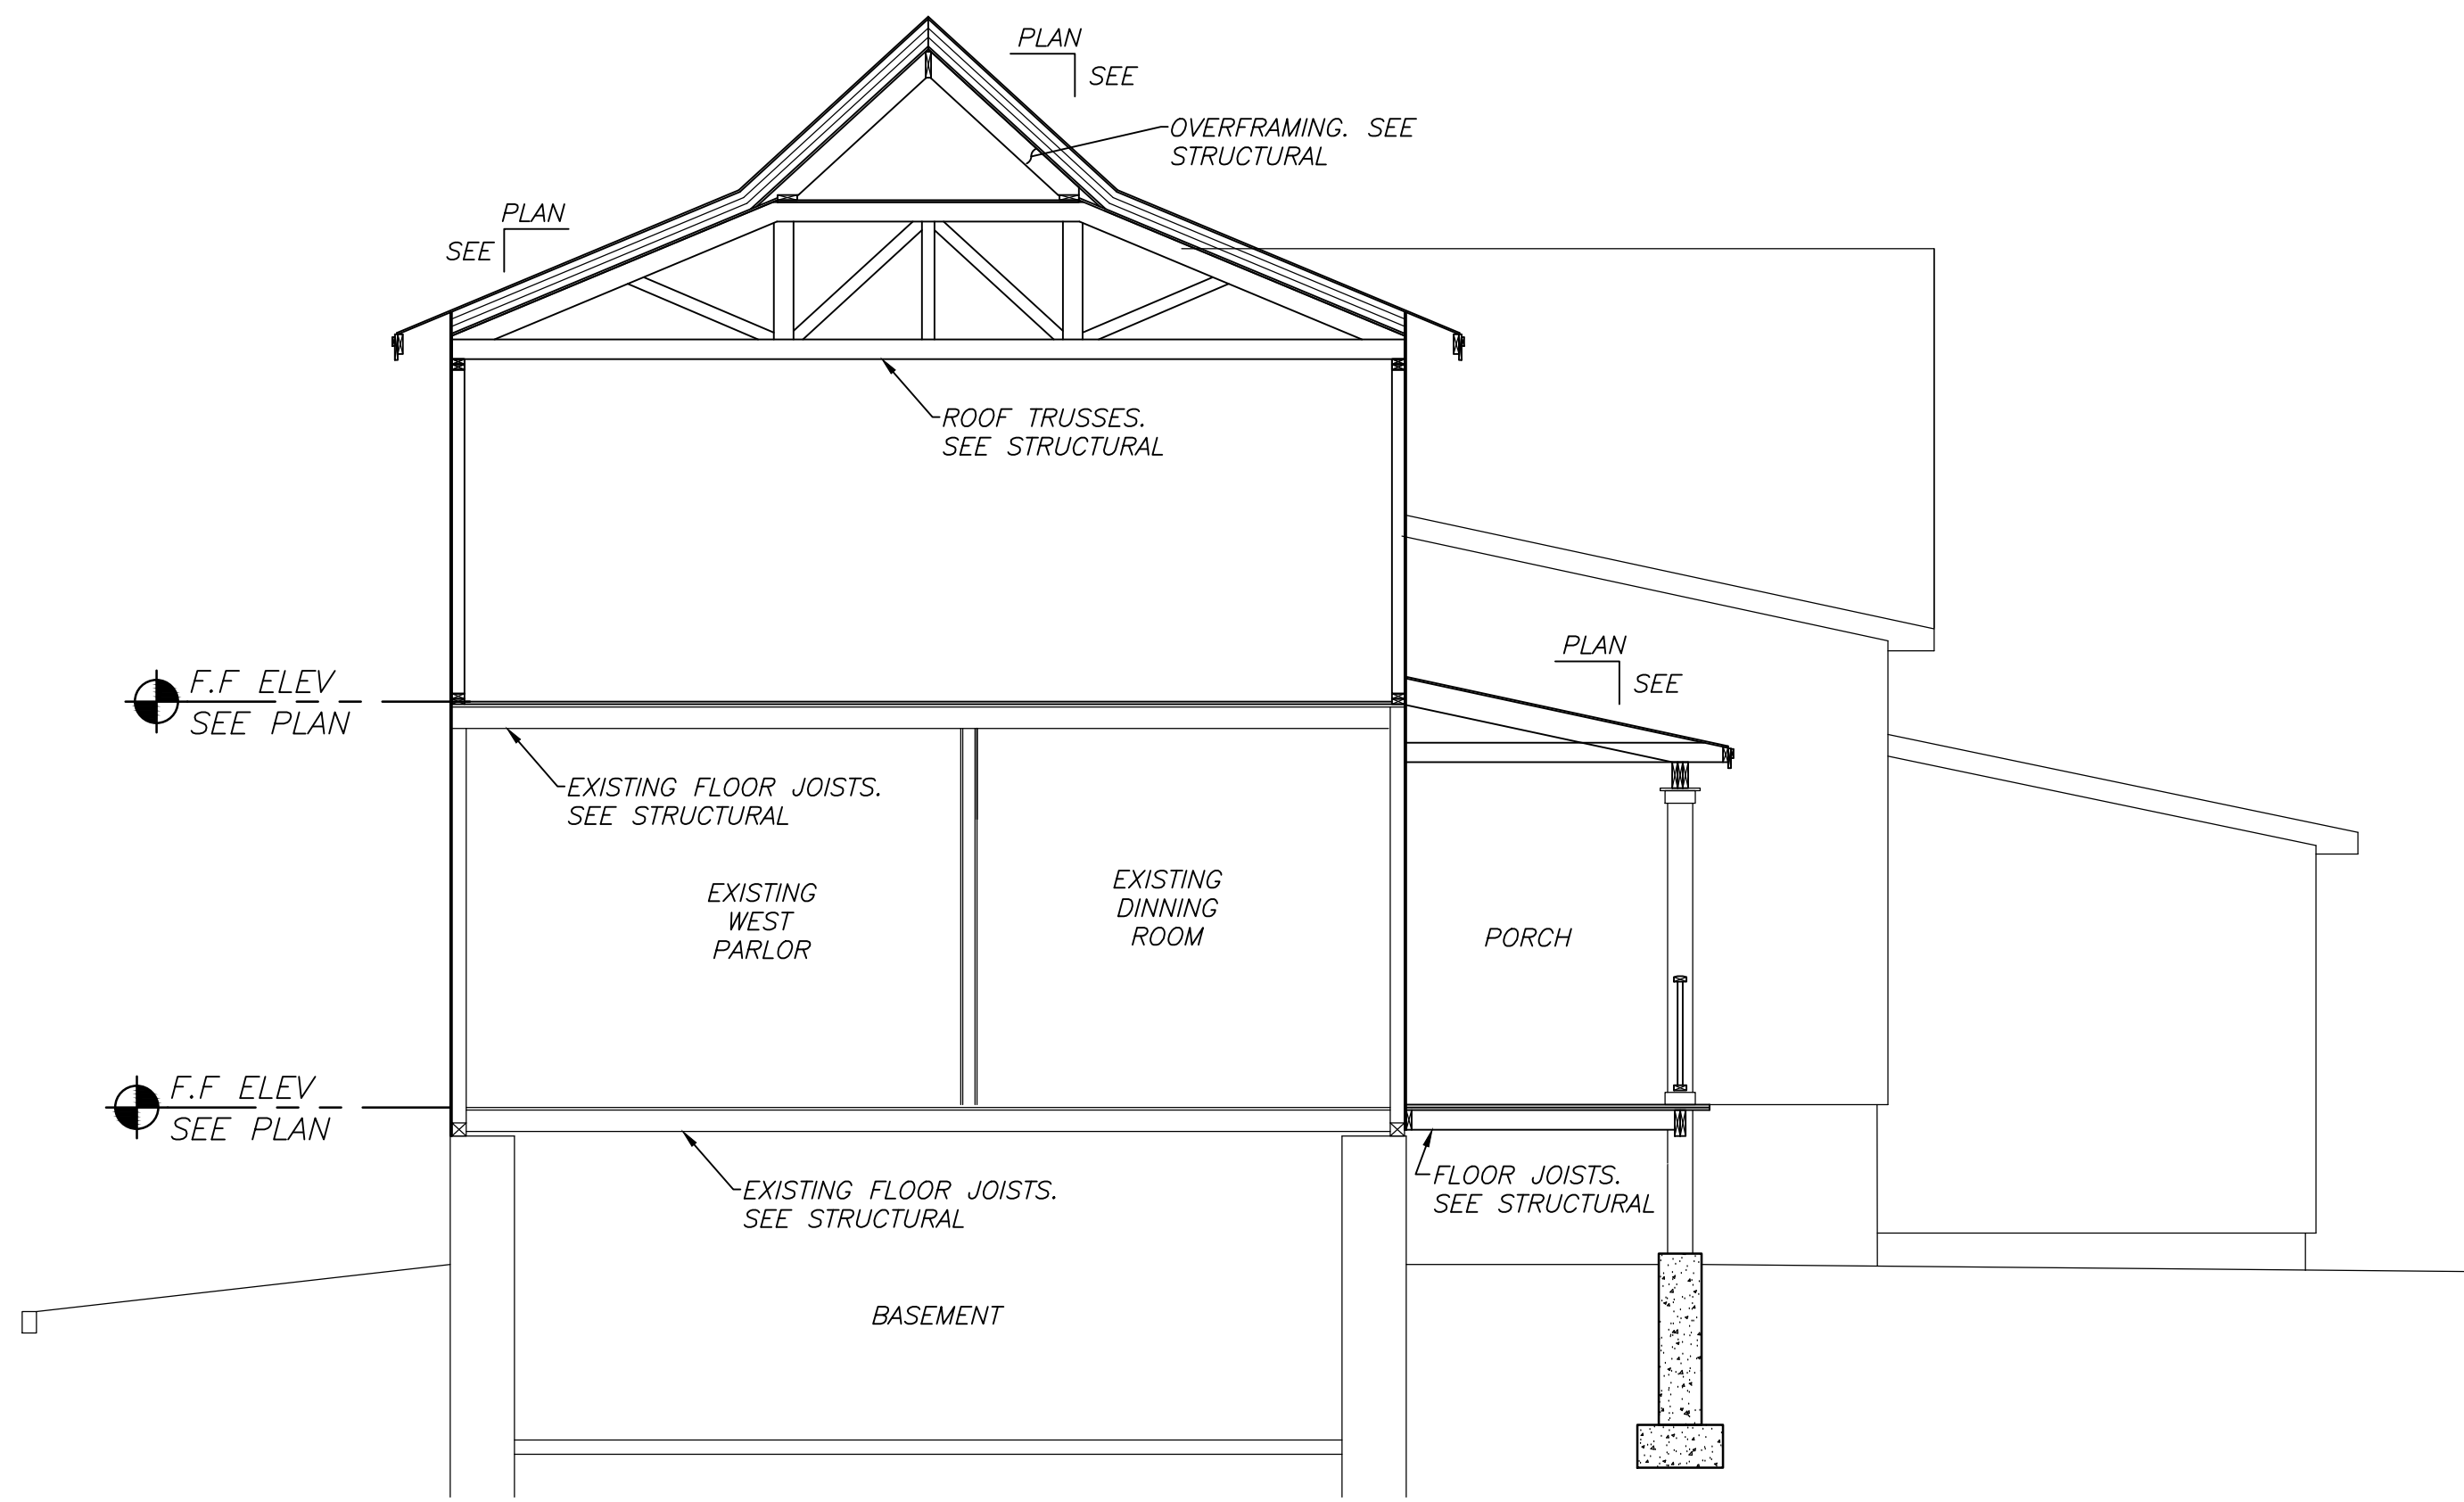 PLAN
SEE
OVERFRAMING. SEE
STRUCTURAL
PLAN
SEE
ROOF TRUSSES.
SEE STRUCTURAL
PLAN
SEE
F.F ELEV
SEE PLAN
EXISTING FLOOR JOISTS.
SEE STRUCTURAL
EXISTING
WEST
PARLOR
EXISTING
DINNING
ROOM
PORCH
F.F ELEV
SEE PLAN
EXISTING FLOOR JOISTS.
SEE STRUCTURAL
FLOOR JOISTS.
SEE STRUCTURAL
BASEMENT